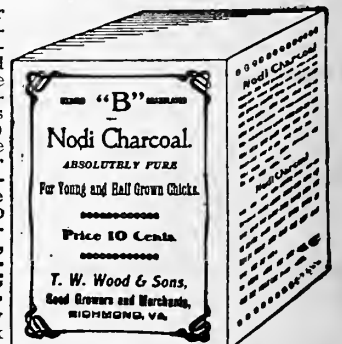 “B”
Nodi Charcoal.
ABSOLUTELY PURE
For Young and Half Grown Chicks.
Price 10 Cents.
T. W. Wood & Sons,
Seed Growers and Merchants,
RICHMOND, VA.
Nodi Charcoal
Nodi Charcoal